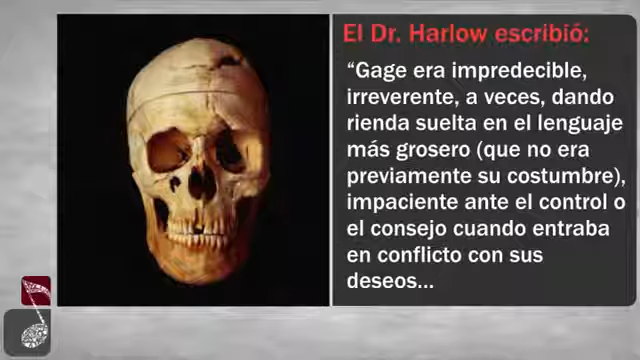 El Dr. Harlow escribió:
“Gage era impredecible,
irreverente, a veces, dando
rienda suelta en el lenguaje
más grosero (que no era
previamente su costumbre),
impaciente ante el control o
el consejo cuando entraba
en conflicto con sus
deseos...